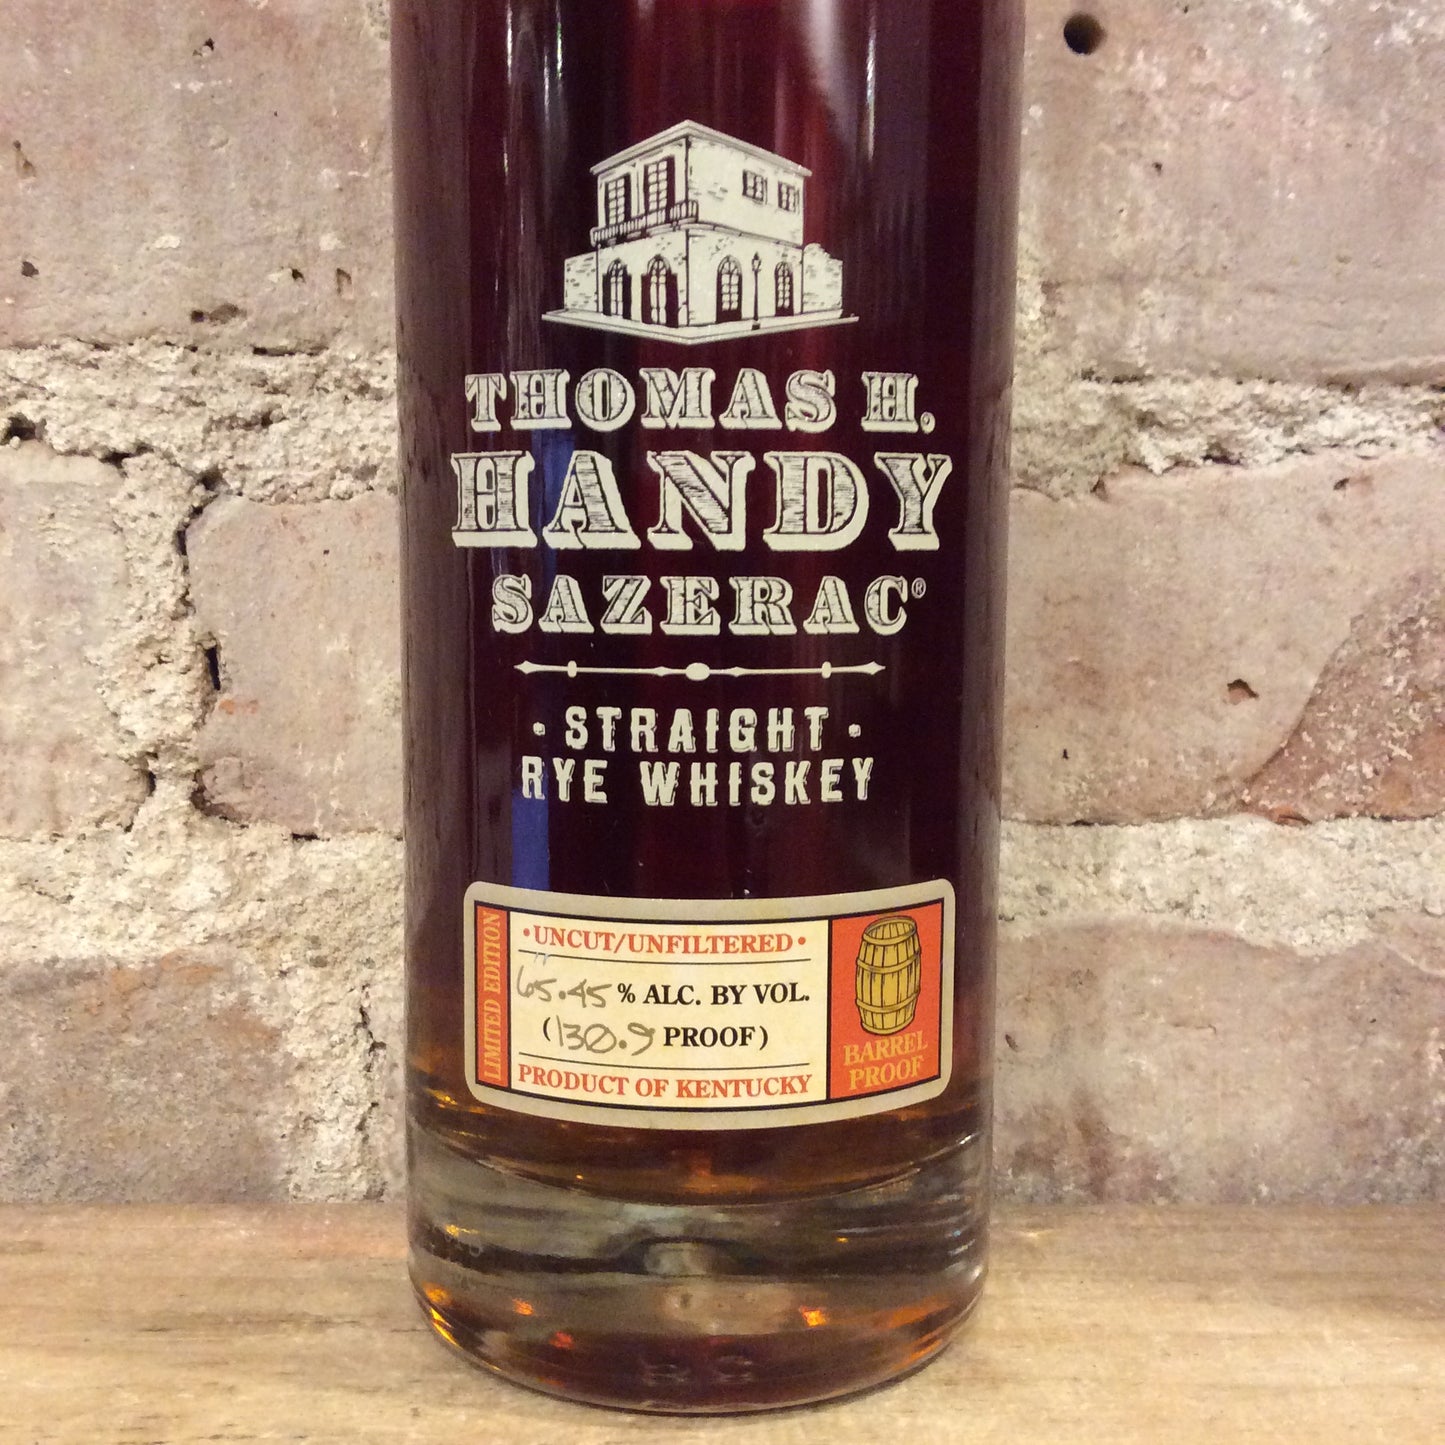 THOMAS H.
HANDY
SAZERAC®
· STRAIGHT ·
RYE WHISKEY
LIMITED EDITION
• UNCUT/UNFILTERED •
65.45 % ALC. BY VOL.
(130.9 PROOF)
PRODUCT OF KENTUCKY
BARREL
PROOF